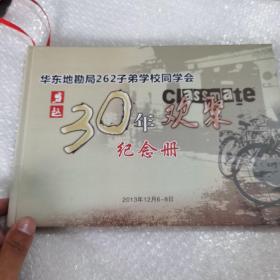 华东地勘局262子弟学校同学会
classmate
30年欢聚
纪念册
2013年12月6-8日